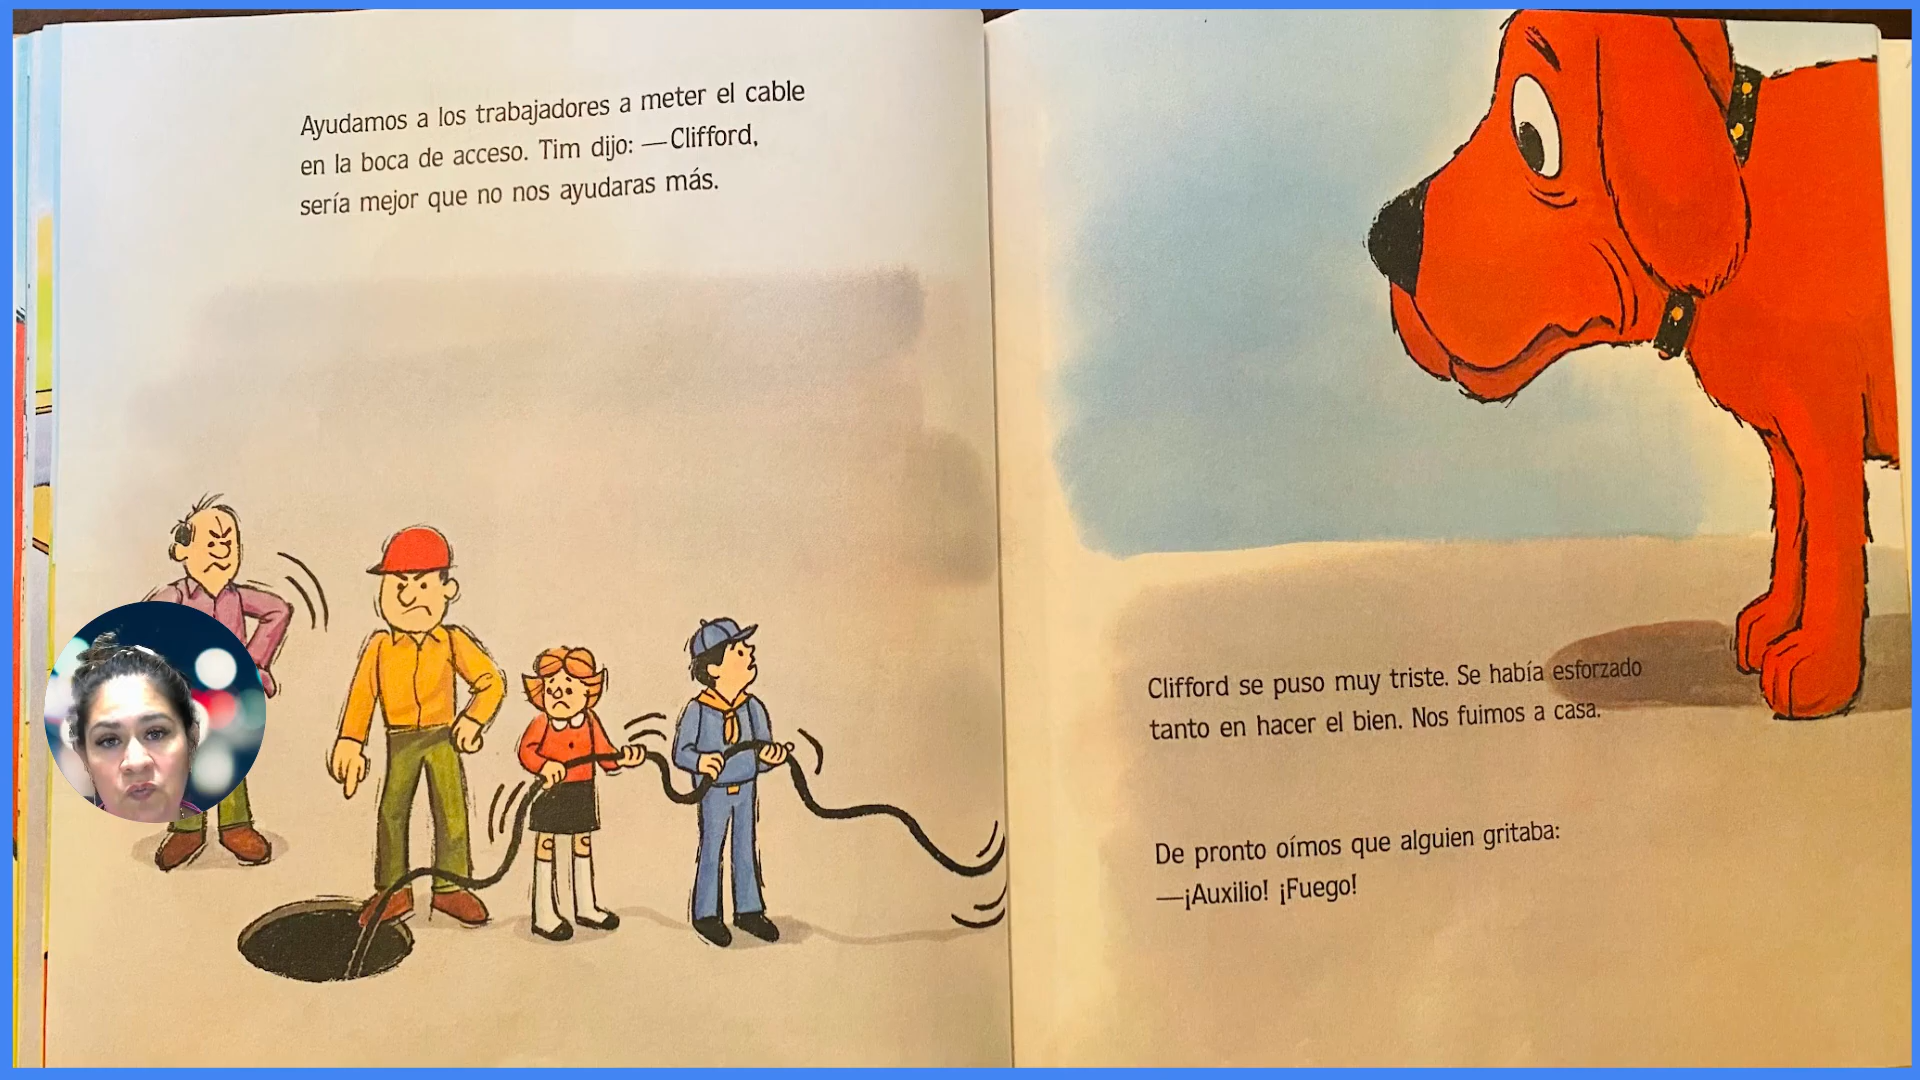 Ayudamos a los trabajadores a meter el cable
en la boca de acceso. Tim dijo: —Clifford,
sería mejor que no nos ayudaras más.
Clifford se puso muy triste. Se había esforzado
tanto en hacer el bien. Nos fuimos a casa.
De pronto oímos que alguien gritaba:
—¡Auxilio! ¡Fuego!